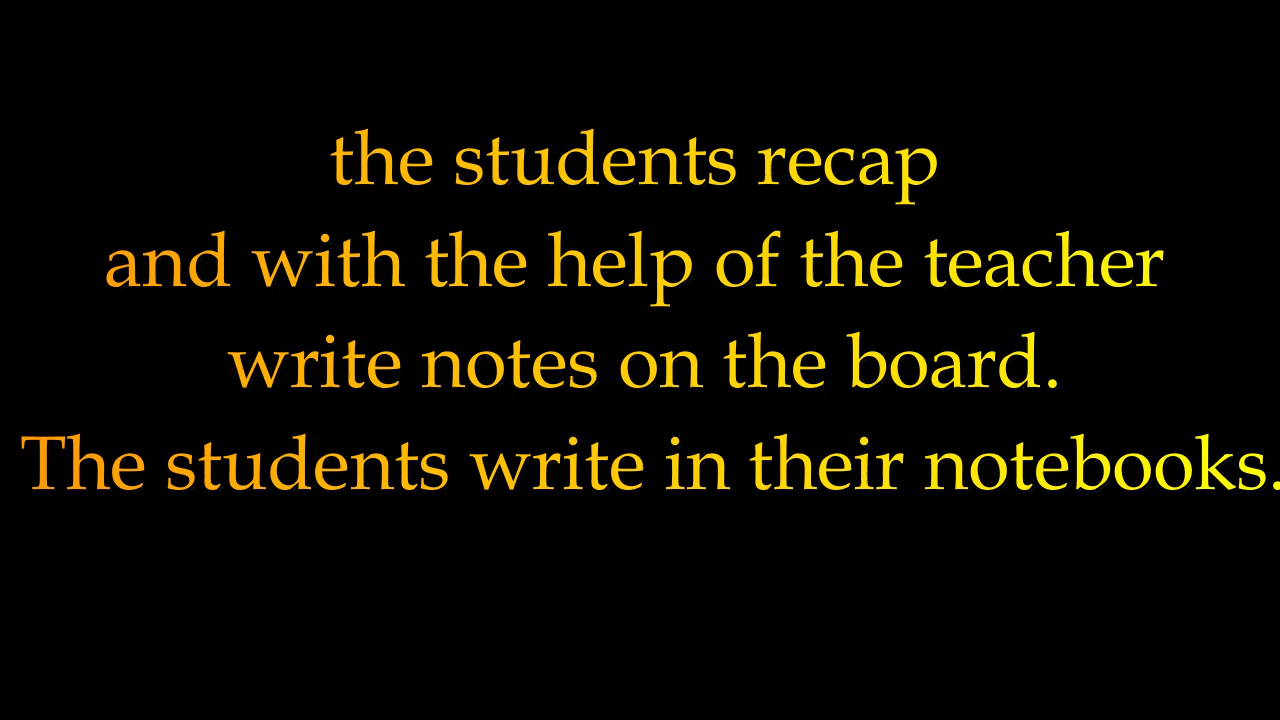 the students recap
and with the help of the teacher
write notes on the board.
The students write in their notebooks.